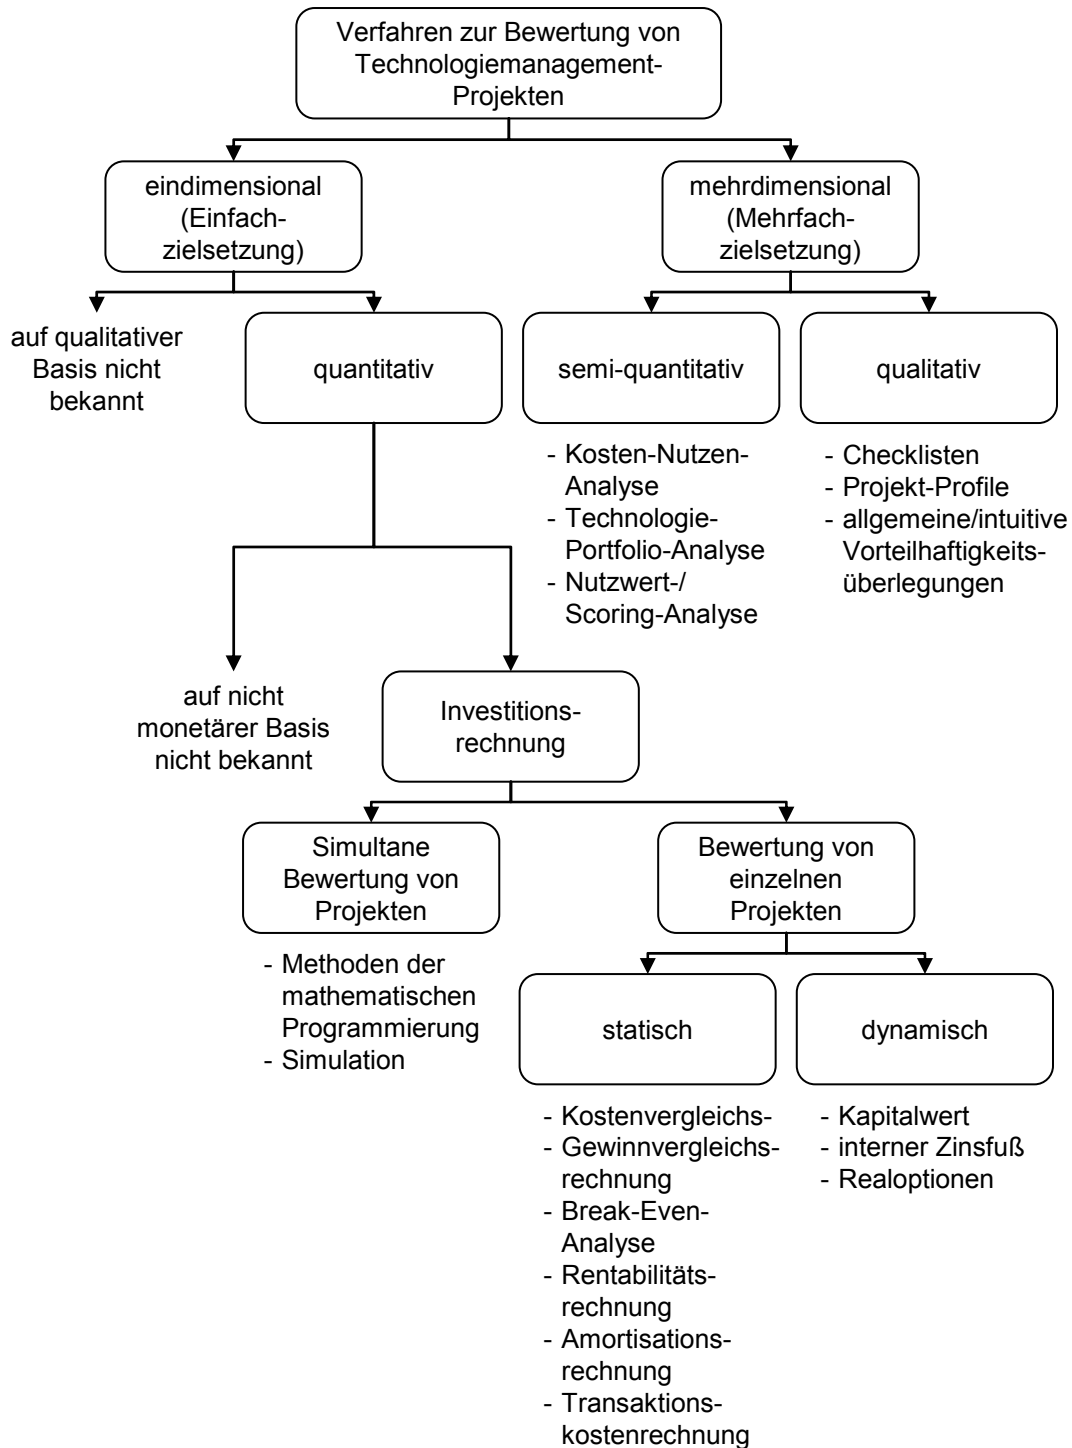 Verfahren zur Bewertung von
Technologiemanagement-
Projekten
eindimensional
(Einfach-
zielsetzung)
mehrdimensional
(Mehrfach-
zielsetzung)
auf qualitativer
Basis nicht
bekannt
quantitativ
semi-quantitativ
qualitativ
- Kosten-Nutzen-
Analyse
- Technologie-
Portfolio-Analyse
- Nutzwert-/
Scoring-Analyse
- Checklisten
- Projekt-Profile
- allgemeine/intuitive
Vorteilhaftigkeits-
überlegungen
auf nicht
monetärer Basis
nicht bekannt
Investitions-
rechnung
Simultane
Bewertung von
Projekten
Bewertung von
einzelnen
Projekten
- Methoden der
mathematischen
Programmierung
- Simulation
statisch
dynamisch
- Kostenvergleichs-
- Gewinnvergleichs-
rechnung
- Break-Even-
Analyse
- Rentabilitäts-
rechnung
- Amortisations-
rechnung
- Transaktions-
kostenrechnung
- Kapitalwert
- interner Zinsfuß
- Realoptionen